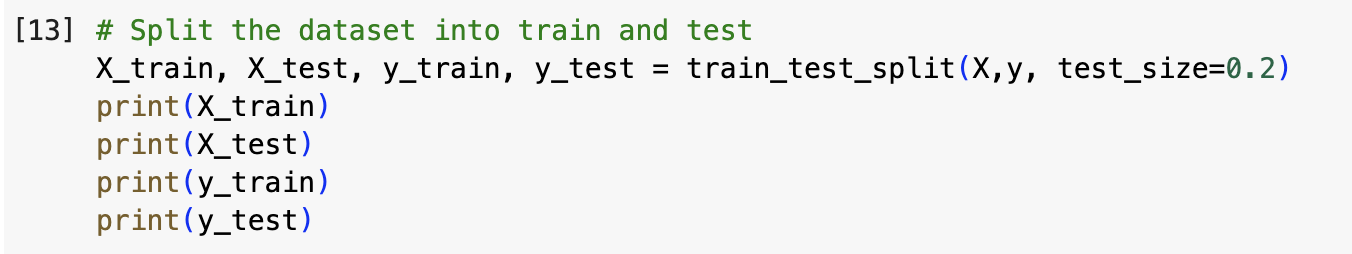 [13] # Split the dataset into train and test
X_train, X_test, y_train, y_test = train_test_split(X,y, test_size=0.2)
print(X_train)
print(X_test)
print(y_train)
print(y_test)